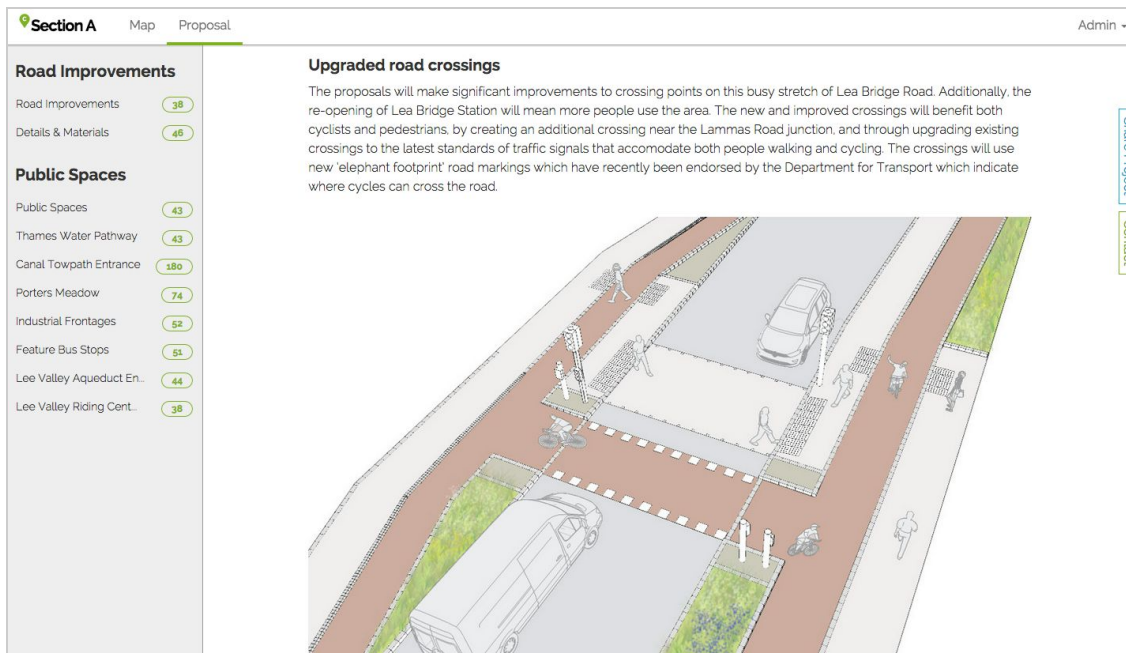 Section A
Map
Proposal
Admin
Road Improvements
Road Improvements 38
Details & Materials 46
Public Spaces
Public Spaces 43
Thames Water Pathway 43
Canal Towpath Entrance 180
Porters Meadow 74
Industrial Frontages 52
Feature Bus Stops 51
Lee Valley Aqueduct En...
44
Lee Valley Riding Cent...
38
Upgraded road crossings
The proposals will make significant improvements to crossing points on this busy stretch of Lea Bridge Road. Additionally, the
re-opening of Lea Bridge Station will mean more people use the area. The new and improved crossings will benefit both
cyclists and pedestrians, by creating an additional crossing near the Lammas Road junction, and through upgrading existing
crossings to the latest standards of traffic signals that accomodate both people walking and cycling. The crossings will use
new 'elephant footprint' road markings which have recently been endorsed by the Department for Transport which indicate
where cycles can cross the road.